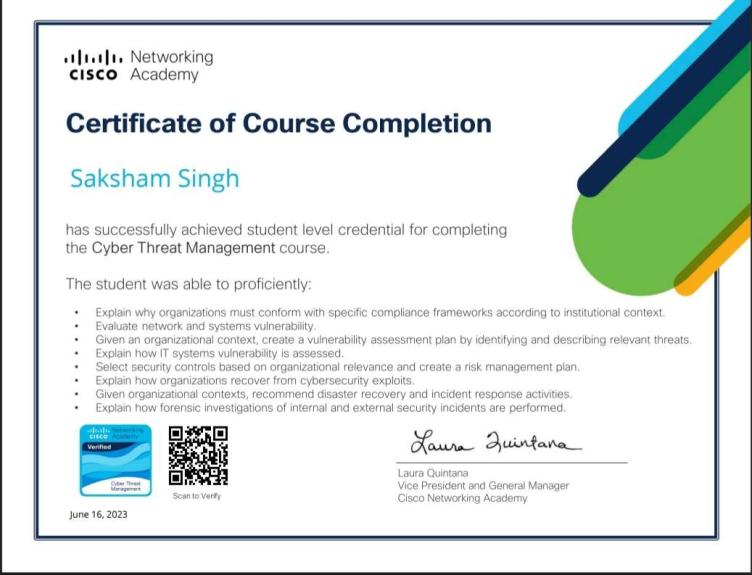 Networking
CISCO Academy
Certificate of Course Completion
Saksham Singh
has successfully achieved student level credential for completing
the Cyber Threat Management course.
The student was able to proficiently:
• Explain why organizations must conform with specific compliance frameworks according to institutional context.
• Evaluate network and systems vulnerability.
• Given an organizational context, create a vulnerability assessment plan by identifying and describing relevant threats.
• Explain how IT systems vulnerability is assessed.
• Select security controls based on organizational relevance and create a risk management plan.
• Explain how organizations recover from cybersecurity exploits.
• Given organizational contexts, recommend disaster recovery and incident response activities.
• Explain how forensic investigations of internal and external security incidents are performed.
Networking
CISCO Academy
Verified
Cyber Threat
Management
Scan to Verify
June 16, 2023
Laura Quintana
Laura Quintana
Vice President and General Manager
Cisco Networking Academy